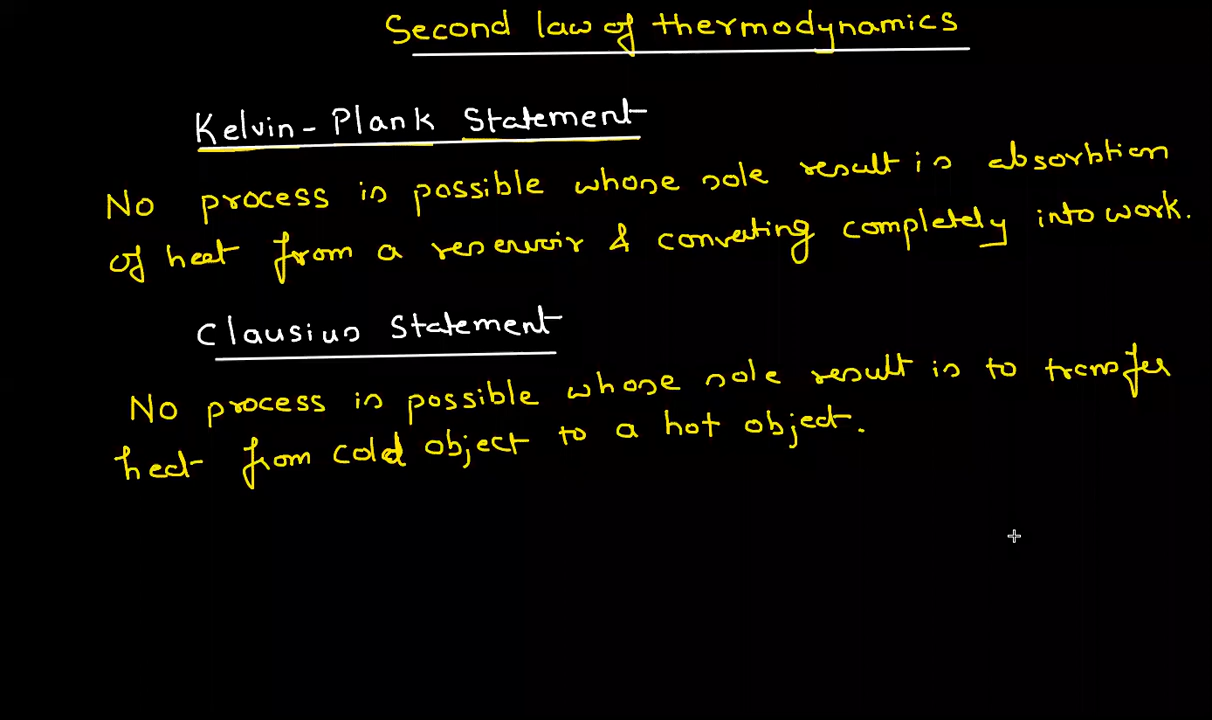 Second law of thermodynamics
Kelvin-Plank Statement
No process is possible whose sole result is absorbtion
of heat from a reservoir & converting completely into work.
Clausius Statement
No process is possible whose sole result is to transfer
heat from cold object to a hot object.